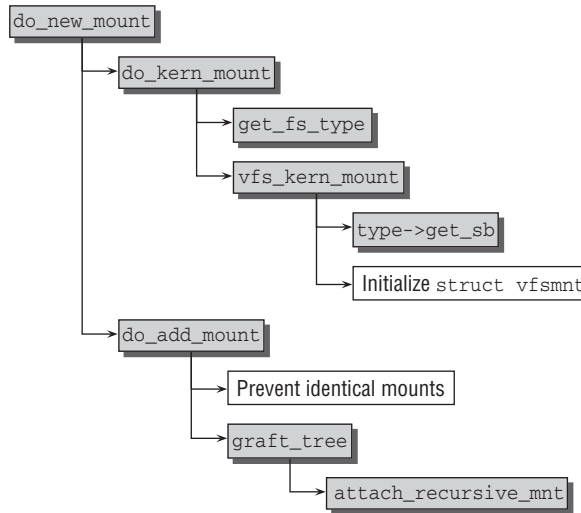 do_new_mount
do_kern_mount
get_fs_type
vfs_kern_mount
type->get_sb
Initialize struct vfsmnt
do_add_mount
Prevent identical mounts
graft_tree
attach_recursive_mnt